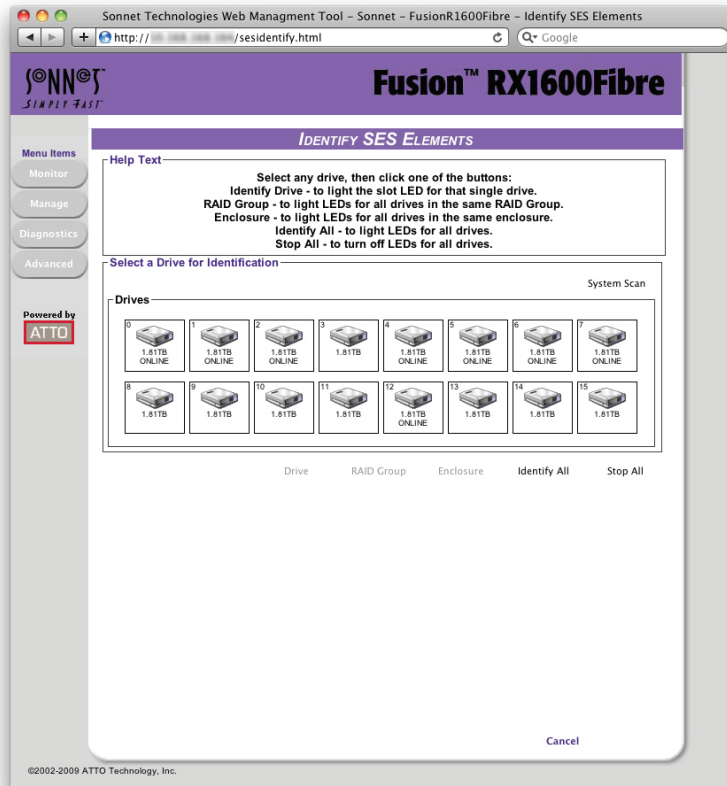 Sonnet Technologies Web Managment Tool – Sonnet – FusionR1600Fibre – Identify SES Elements
http:// /sesidentify.html
Google
SONNET
SIMPLY FAST
Fusion™ RX1600Fibre
IDENTIFY SES ELEMENTS
Menu Items
Monitor
Manage
Diagnostics
Advanced
Powered by
ATTO
Help Text
Select any drive, then click one of the buttons:
Identify Drive - to light the slot LED for that single drive.
RAID Group - to light LEDs for all drives in the same RAID Group.
Enclosure - to light LEDs for all drives in the same enclosure.
Identify All - to light LEDs for all drives.
Stop All - to turn off LEDs for all drives.
Select a Drive for Identification
System Scan
Drives
0 1 2 3 4 5 6 7
1.81TB 1.81TB 1.81TB 1.81TB 1.81TB 1.81TB 1.81TB 1.81TB
ONLINE ONLINE ONLINE ONLINE ONLINE ONLINE ONLINE
8 9 10 11 12 13 14 15
1.81TB 1.81TB 1.81TB 1.81TB 1.81TB 1.81TB 1.81TB 1.81TB
ONLINE
Drive RAID Group Enclosure Identify All Stop All
Cancel
©2002-2009 ATTO Technology, Inc.